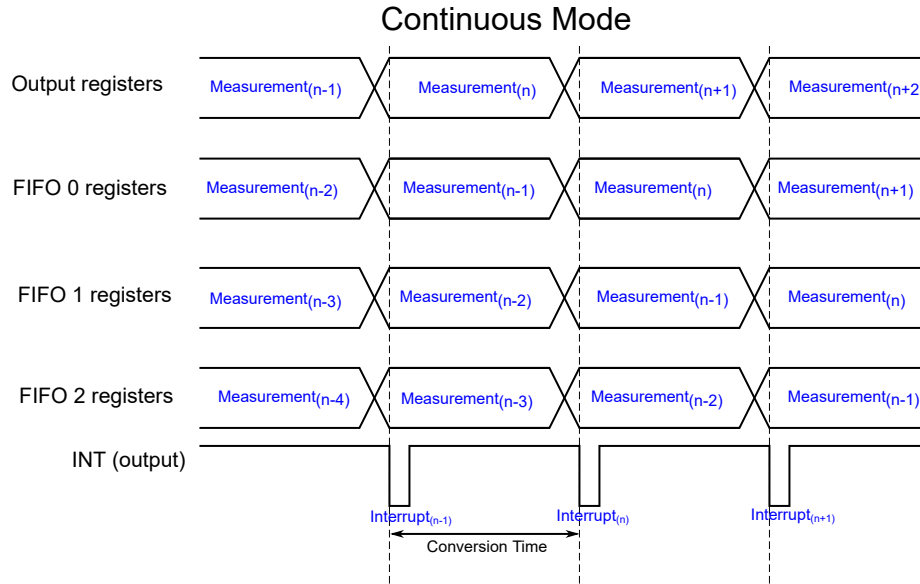 Continuous Mode
Output registers Measurement(n-1) Measurement(n) Measurement(n+1) Measurement(n+2
FIFO 0 registers Measurement(n-2) Measurement(n-1) Measurement(n) Measurement(n+1)
FIFO 1 registers Measurement(n-3) Measurement(n-2) Measurement(n-1) Measurement(n)
FIFO 2 registers Measurement(n-4) Measurement(n-3) Measurement(n-2) Measurement(n-1)
INT (output)
Interrupt(n-1) Interrupt(n) Interrupt(n+1)
Conversion Time